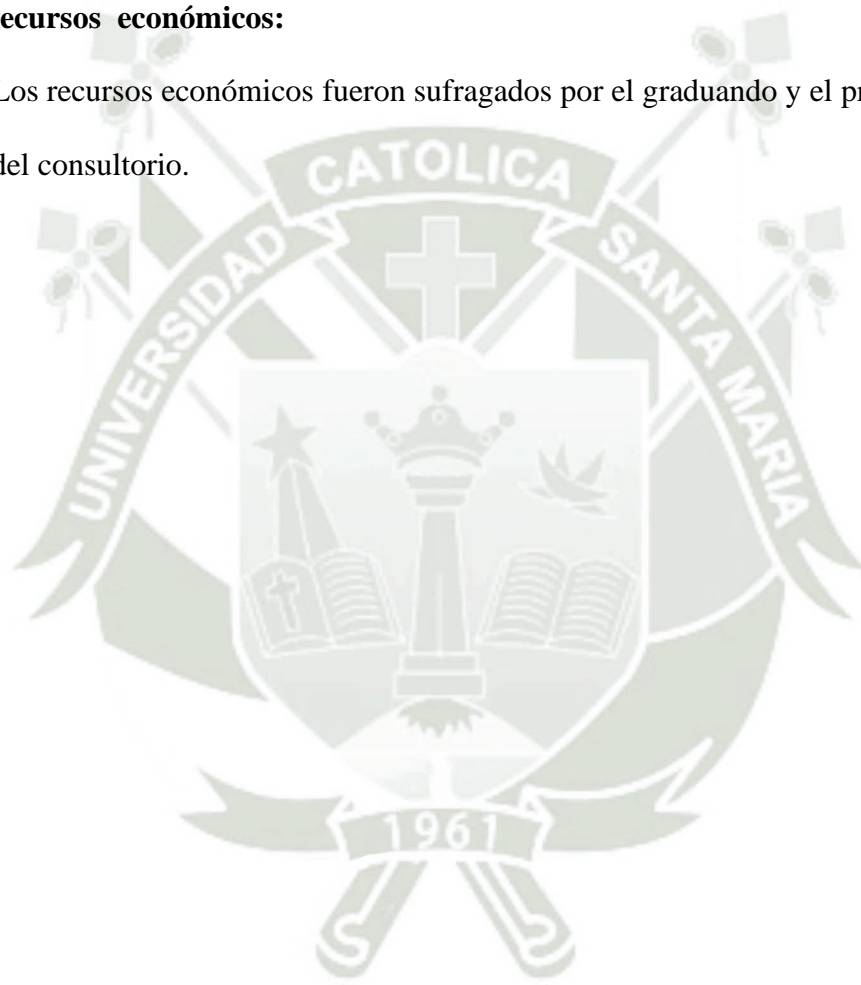 ecursos económicos:
Los recursos económicos fueron sufragados por el graduando y el pr
del consultorio.
UNIVERSIDAD CATOLICA SANTA MARIA
1961